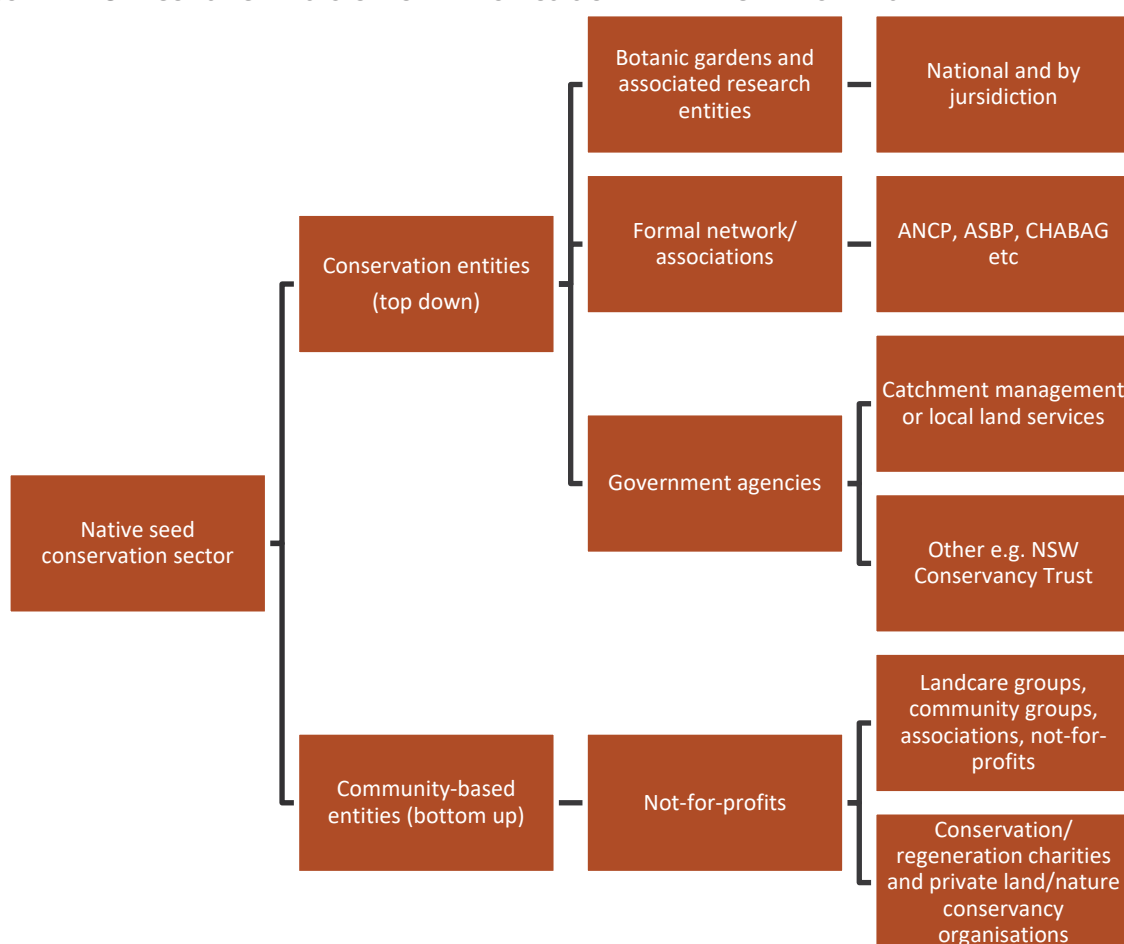 Botanic gardens and
associated research
entities
National and by
jursidiction
Formal network/
associations
ANCP, ASBP, CHABAG
etc
Conservation entities
(top down)
Catchment management
or local land services
Government agencies
Other e.g. NSW
Conservancy Trust
Native seed
conservation sector
Landcare groups,
community groups,
associations, not-for-
profits
Community-based
entities (bottom up)
Not-for-profits
Conservation/
regeneration charities
and private land/nature
conservancy
organisations